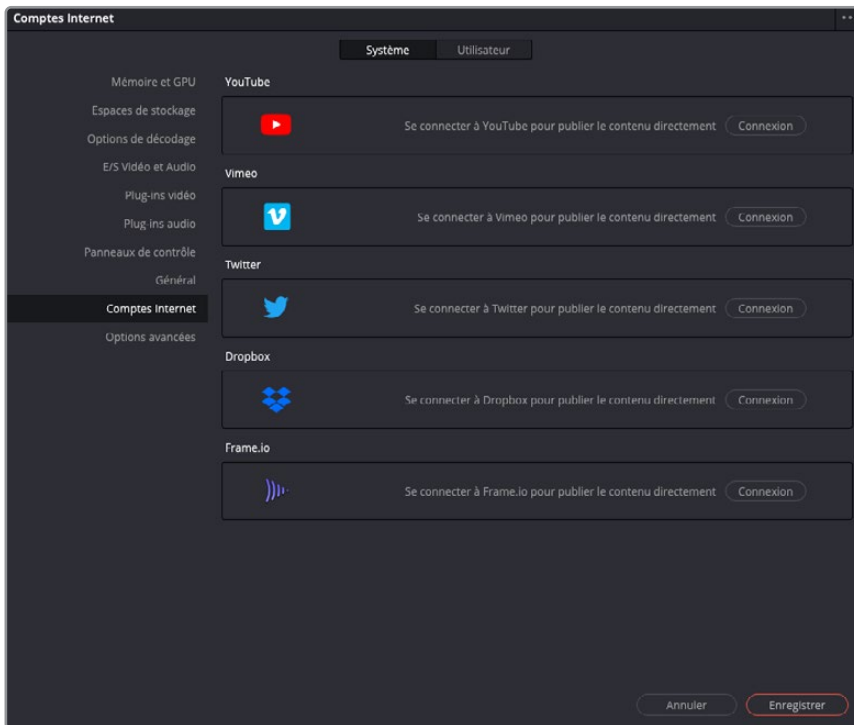 Comptes Internet
Système Utilisateur
Mémoire et GPU
Espaces de stockage
Options de décodage
E/S Vidéo et Audio
Plug-ins vidéo
Plug-ins audio
Panneaux de contrôle
Général
Comptes Internet
Options avancées
YouTube
Se connecter à YouTube pour publier le contenu directement Connexion
Vimeo
Se connecter à Vimeo pour publier le contenu directement Connexion
Twitter
Se connecter à Twitter pour publier le contenu directement Connexion
Dropbox
Se connecter à Dropbox pour publier le contenu directement Connexion
Frame.io
Se connecter à Frame.io pour publier le contenu directement Connexion
Annuler Enregistrer